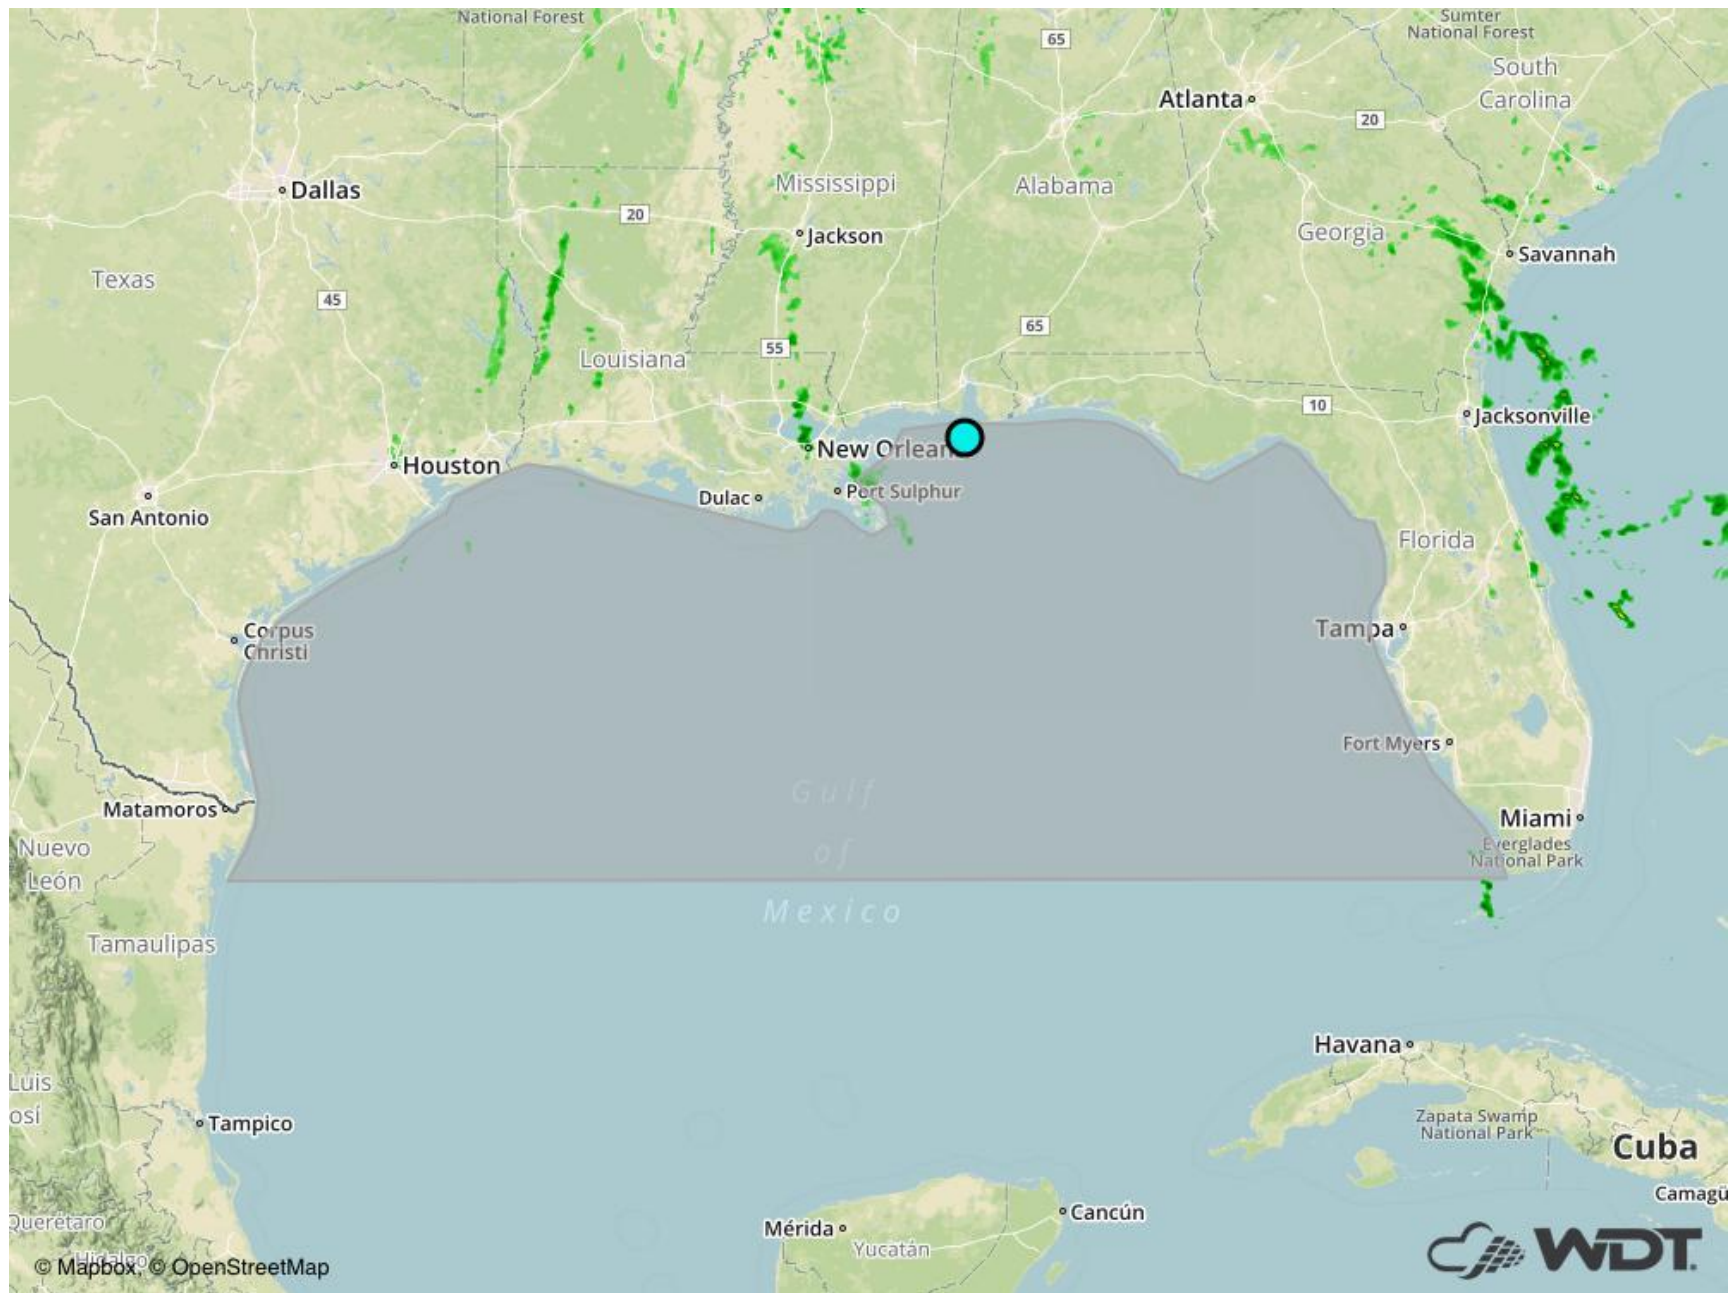 National Forest
Sumter
National Forest
65
South
Carolina
Atlanta
20
Dallas
Mississippi
Alabama
20
Jackson
Georgia
Savannah
Texas
45
65
55
Louisiana
10
Jacksonville
New Orlean
Houston
Dulac
Port Sulphur
San Antonio
Florida
Corpus
Christi
Tampa
Fort Myers
Gulf
of
Mexico
Matamoros
Miami
Everglades
National Park
Nuevo
León
Tamaulipas
Havana
Luis
osí
Zapata Swamp
National Park
Tampico
Cuba
Camagü
Cancún
Querétaro
Mérida
Yucatán
Hidalgo
© Mapbox, © OpenStreetMap
WDT